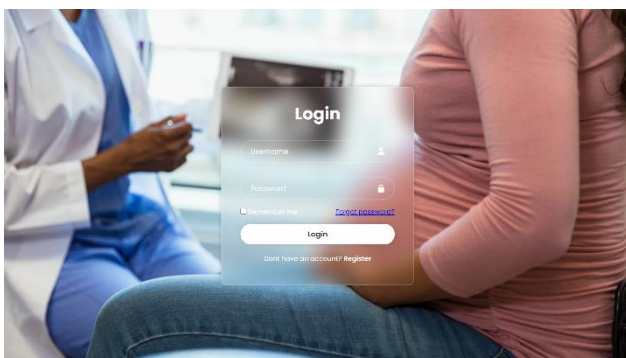 Login
Username
Password
Remember me Forgot password?
Login
Dont have an account? Register